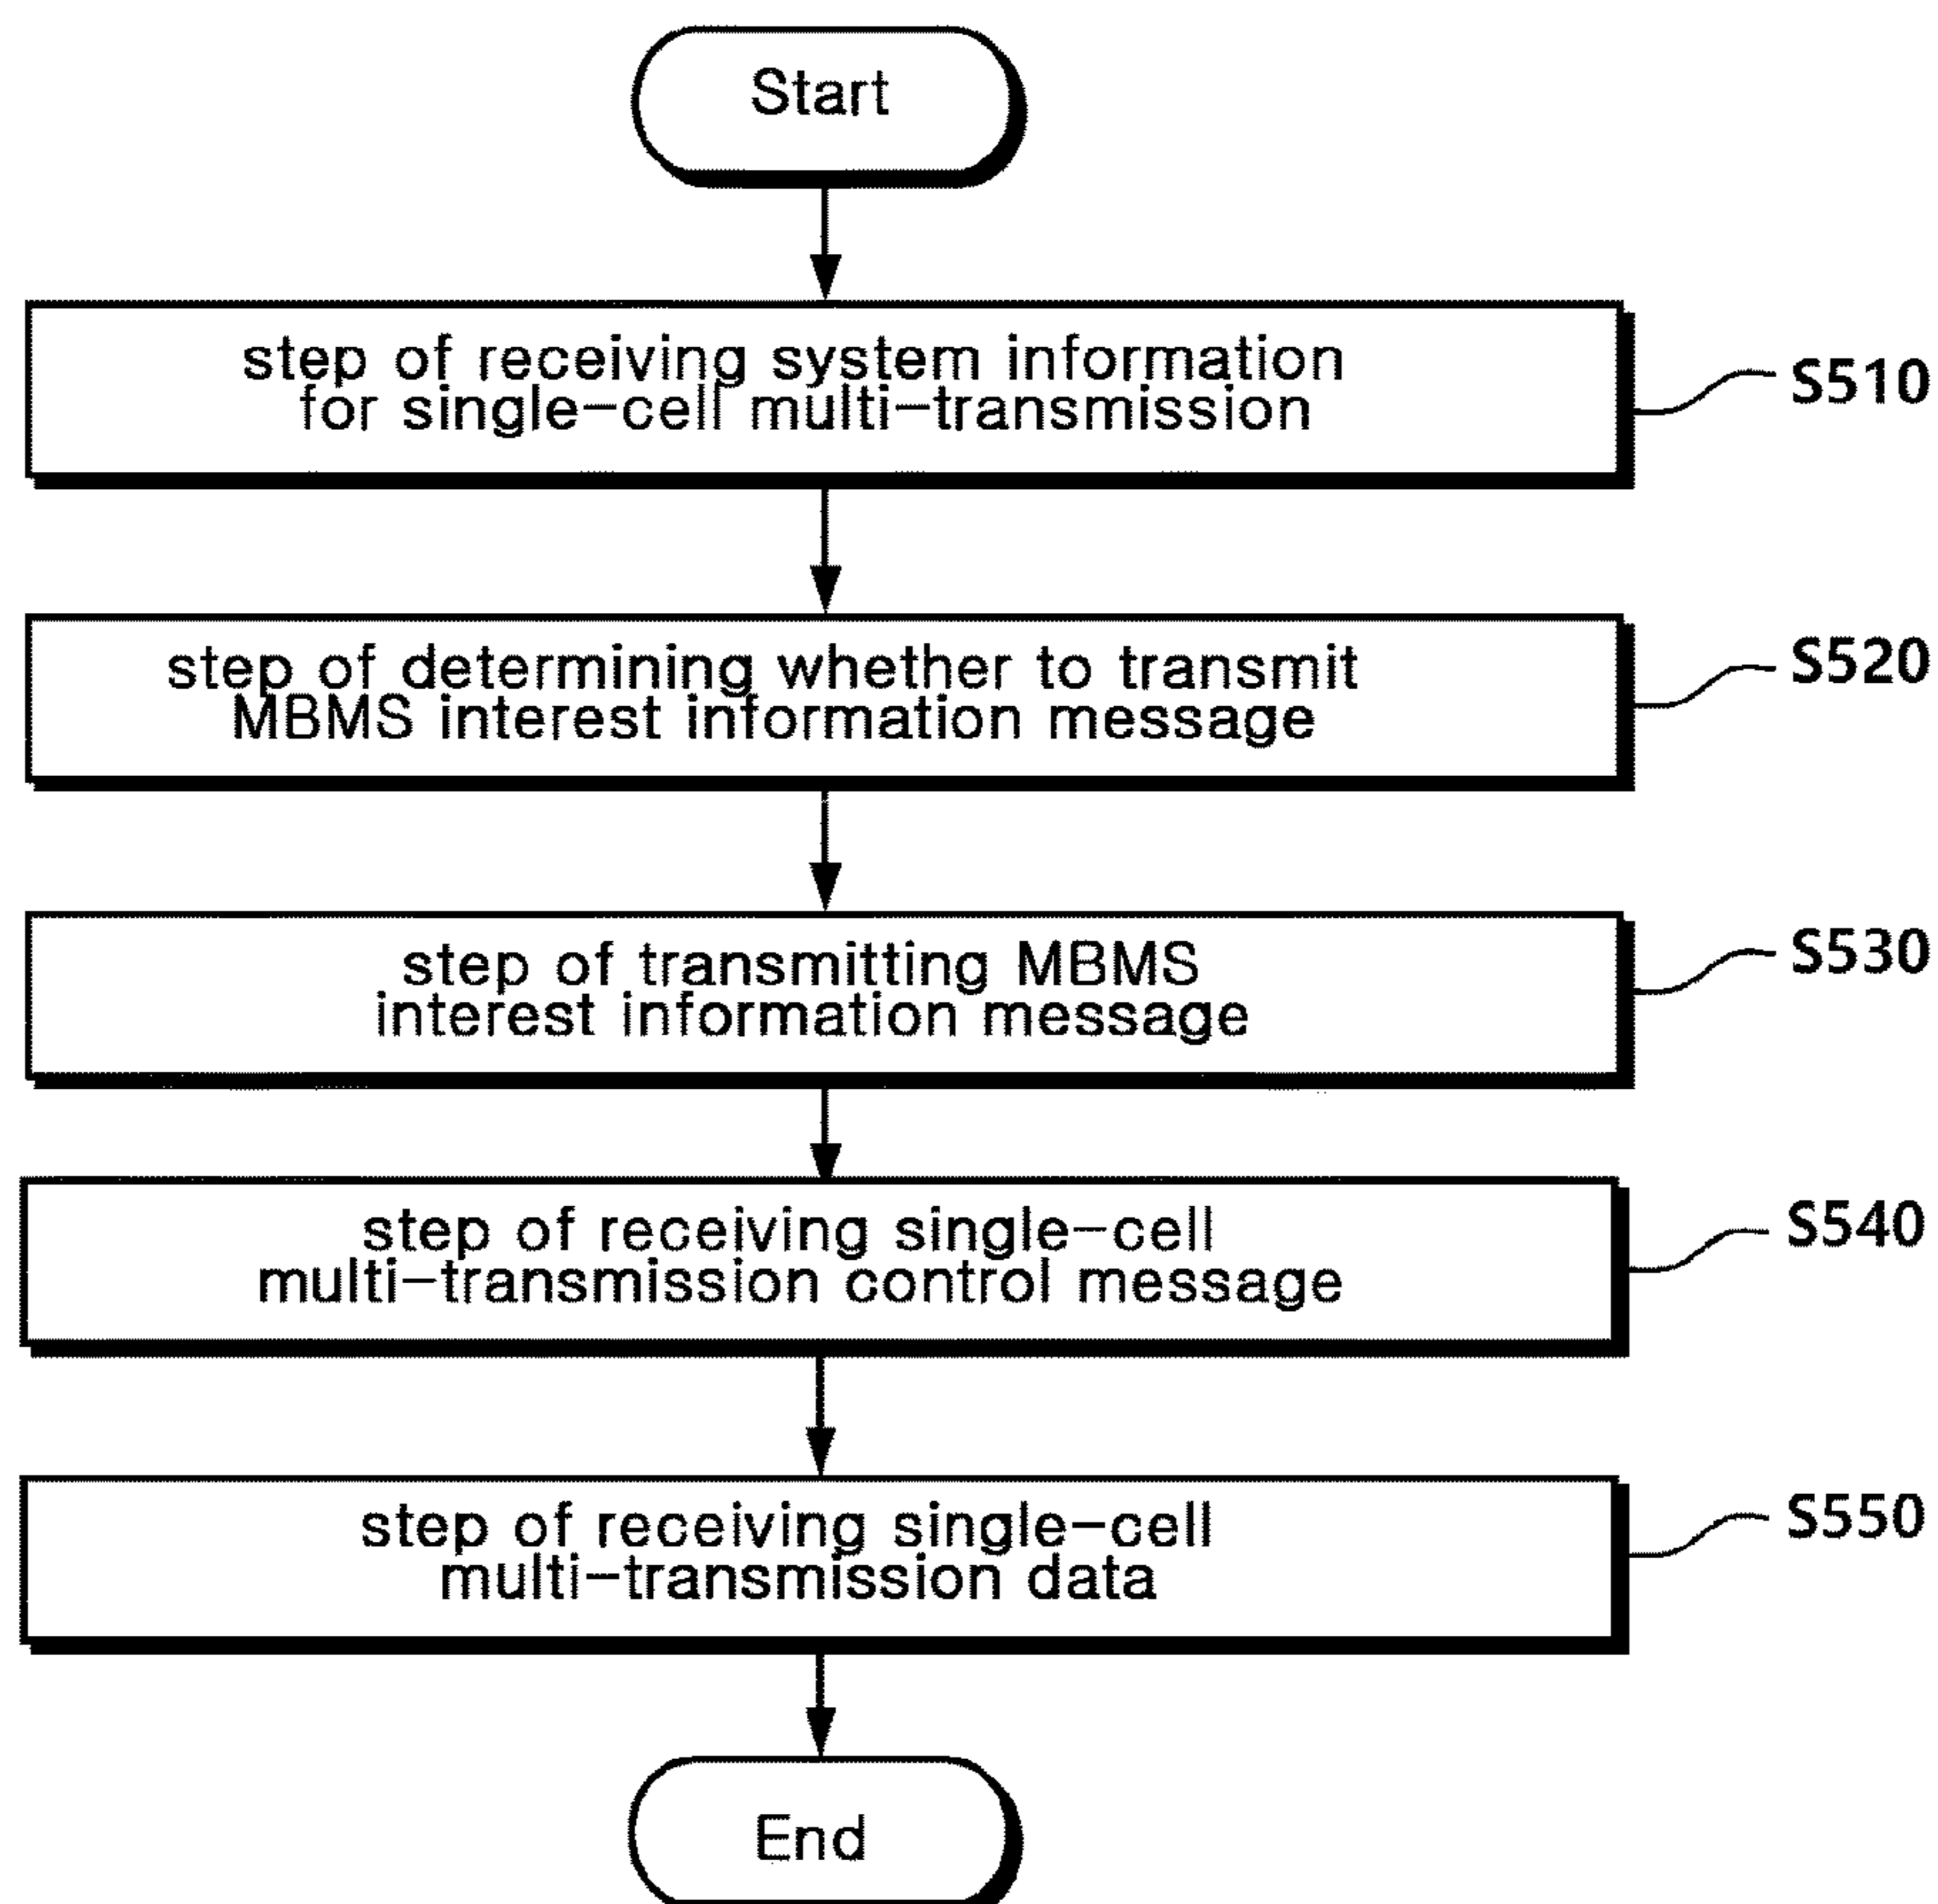 Start
step of receiving system information
for single-cell multi-transmission
S510
step of determining whether to transmit
MBMS interest information message
S520
step of transmitting MBMS
interest information message
S530
step of receiving single-cell
multi-transmission control message
S540
step of receiving single-cell
multi-transmission data
S550
End